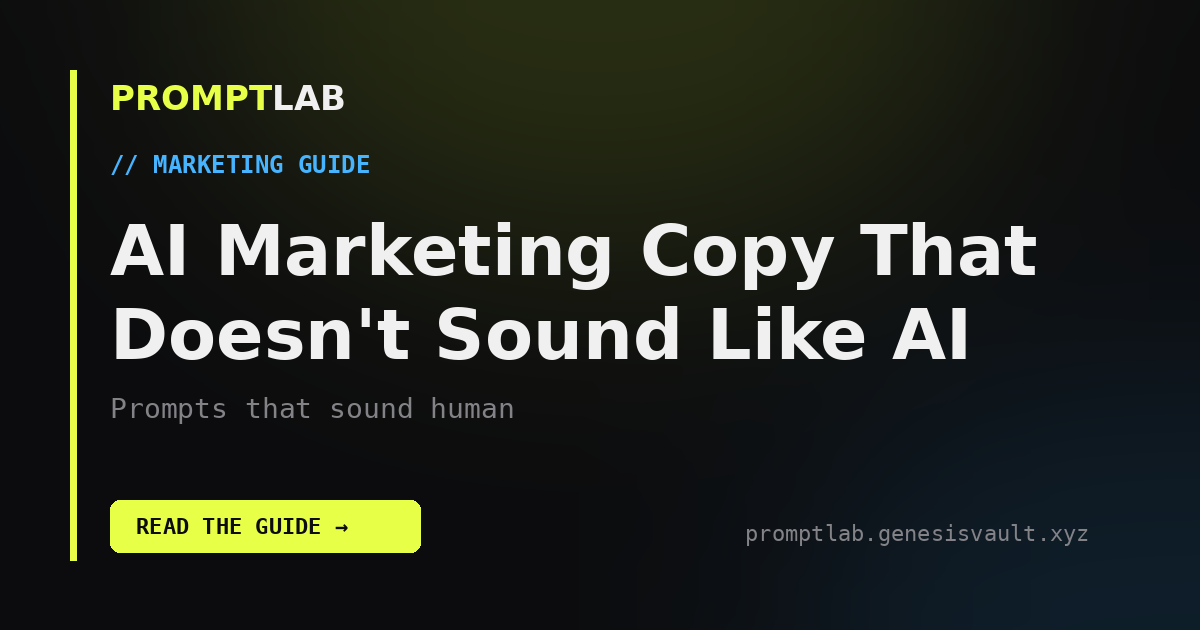 PROMPTLAB
// MARKETING GUIDE
AI Marketing Copy That
Doesn't Sound Like AI
Prompts that sound human
READ THE GUIDE →
promptlab.genesisvault.xyz